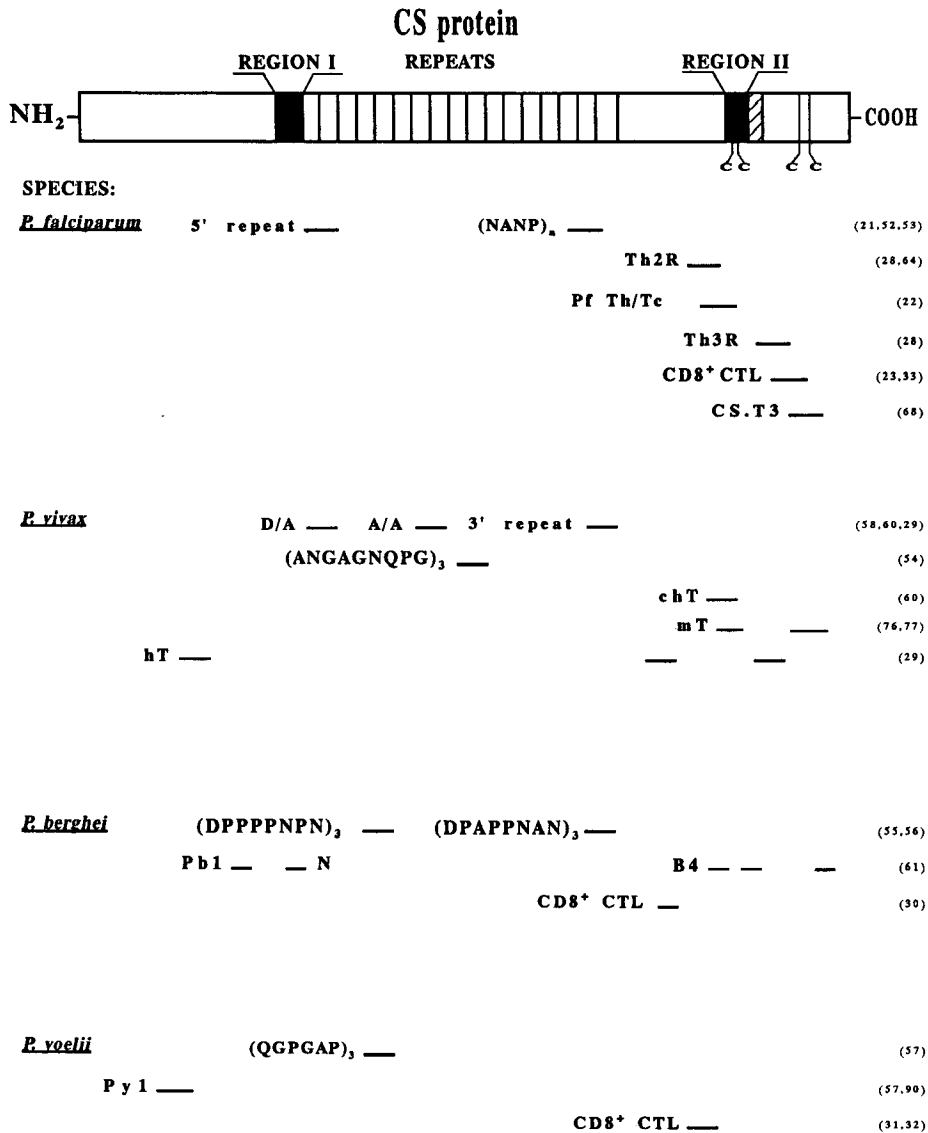 CS protein
REGION I REPEATS REGION II
NH2 COOH
C C C C
SPECIES:
P. falciparum 5' repeat (NANP)n (21,52,53)
Th2R (28,64)
Pf Th/Tc (22)
Th3R (28)
CD8+ CTL (23,33)
CS.T3 (68)
P. vivax D/A A/A 3' repeat (58,60,29)
(ANGAGNQPG)3 (54)
chT (60)
mT (76,77)
hT (29)
P. berghei (DPPPPNPN)3 (DPAPPNAN)3 (55,56)
Pb1 N B4 (61)
CD8+ CTL (30)
P. yoelii (QGPGAP)3 (57)
Py1 (57,90)
CD8+ CTL (31,32)